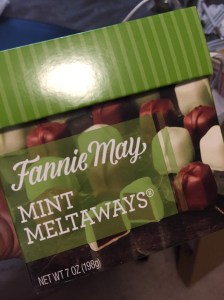 Fannie May
MINT
MELTAWAYS®
NET WT 7 OZ (198g)